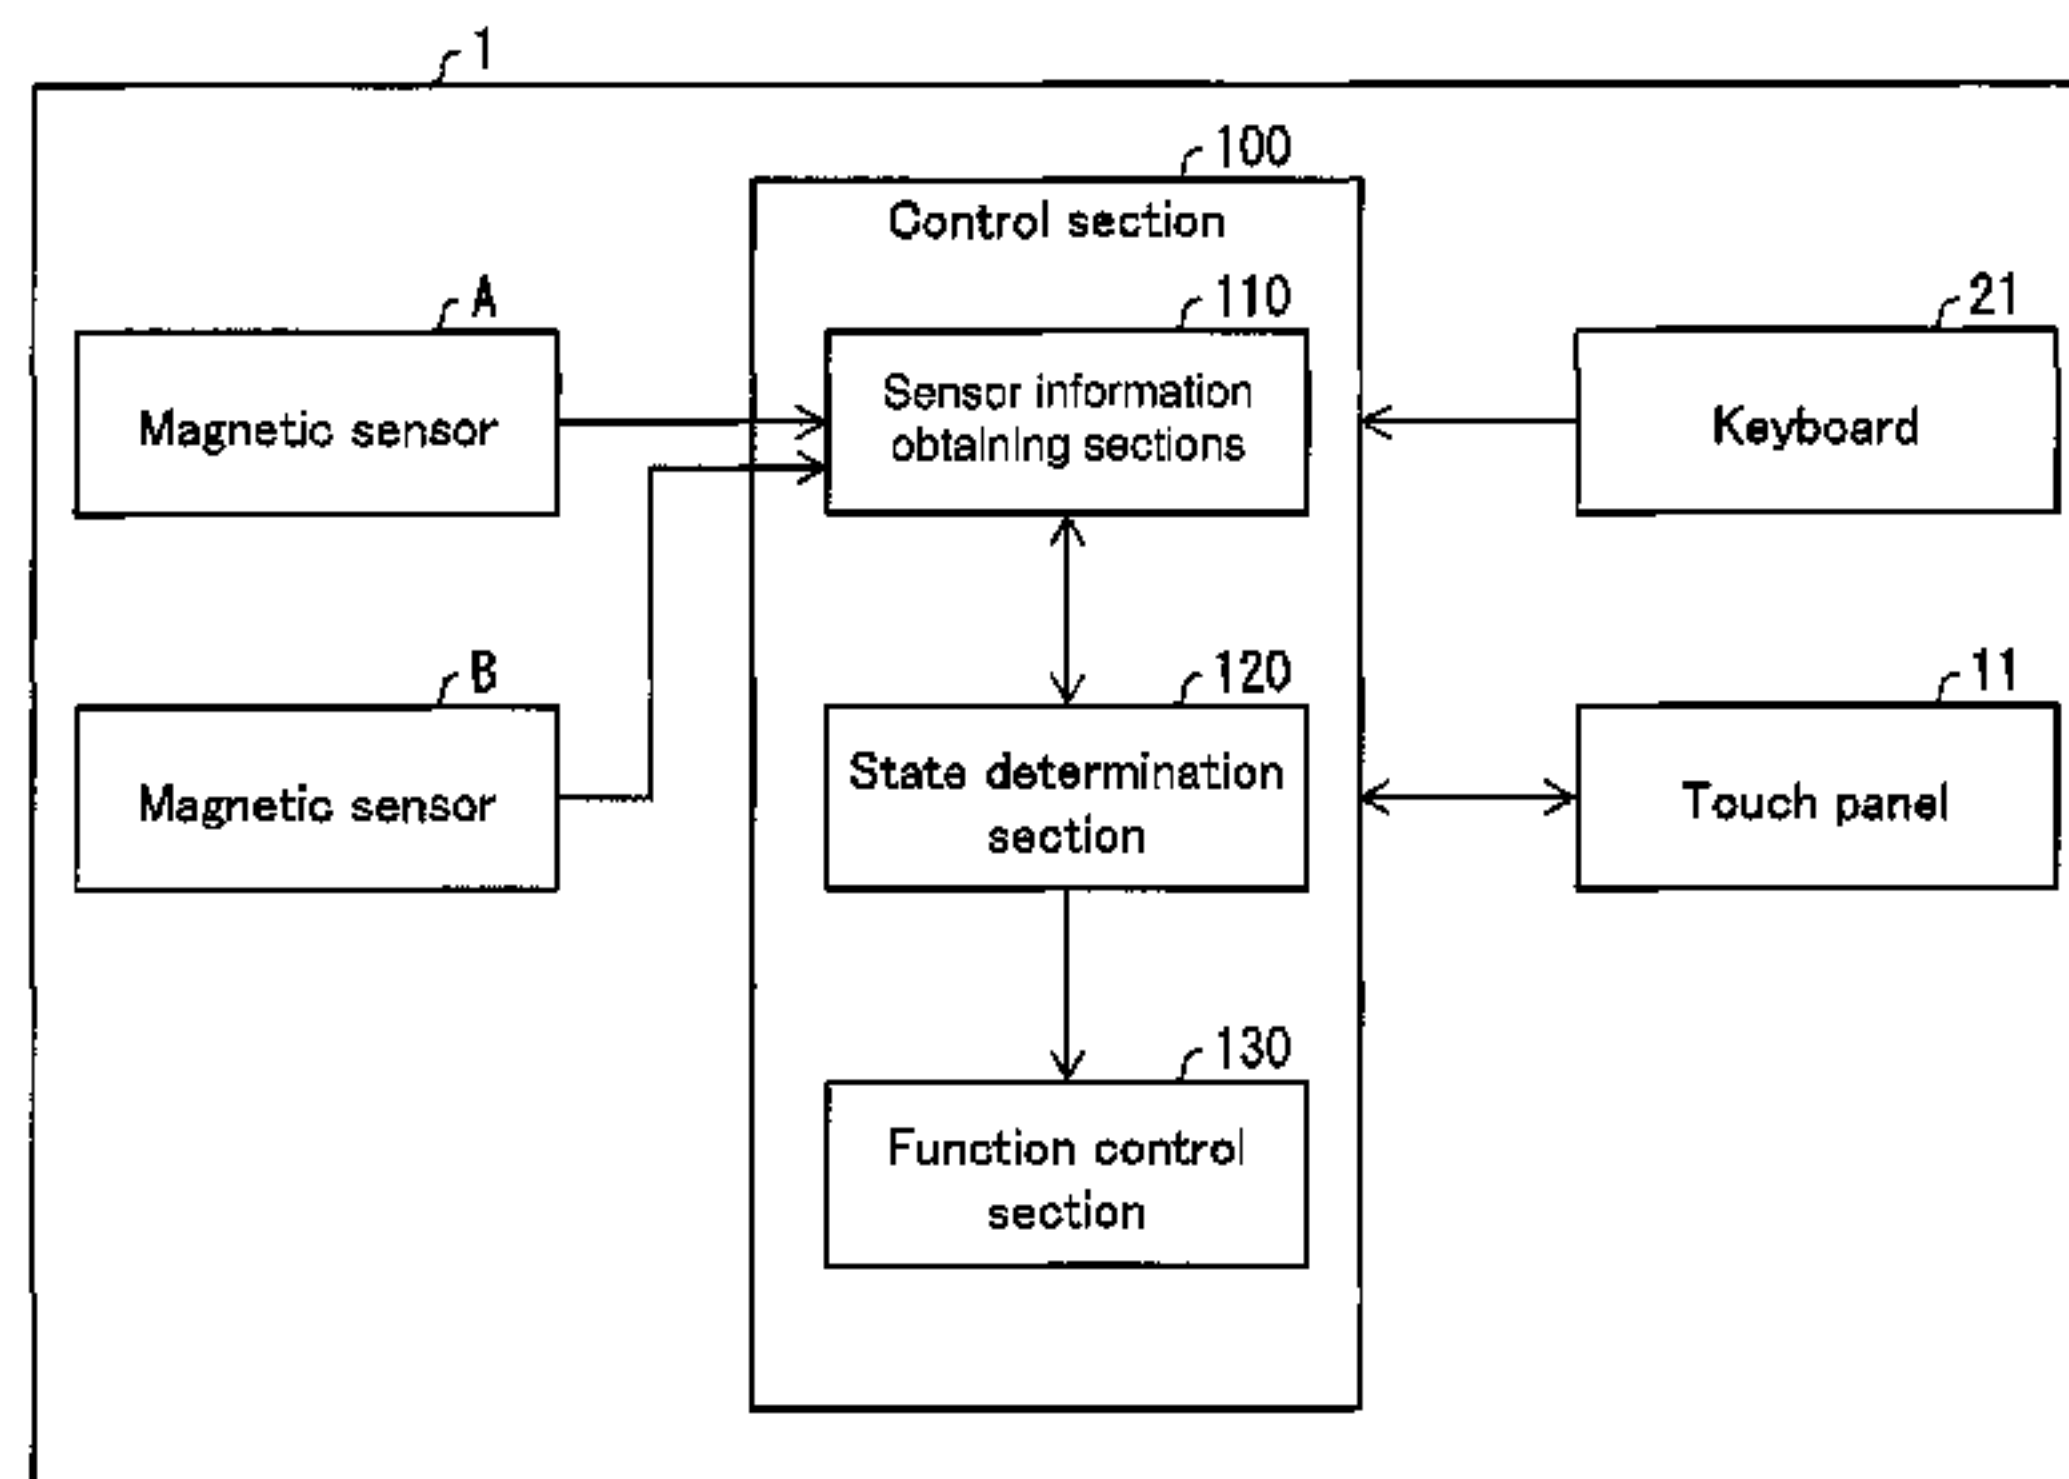 1
100
Control section
A
110
21
Magnetic sensor
Sensor information
obtaining sections
Keyboard
B
120
11
Magnetic sensor
State determination
section
Touch panel
130
Function control
section